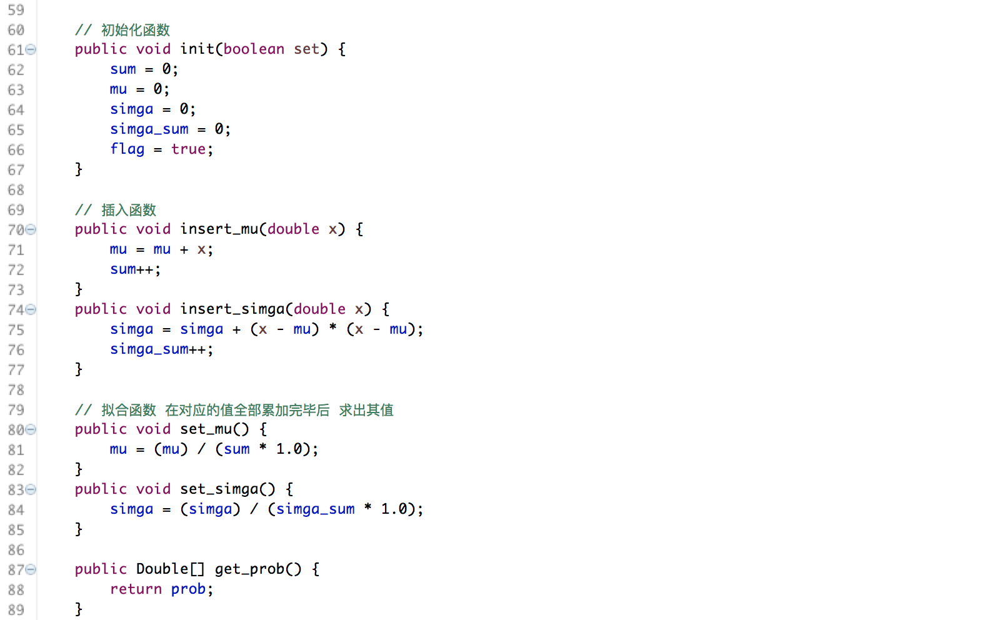 59
60 // 初始化函数
61 public void init(boolean set) {
62 sum = 0;
63 mu = 0;
64 simga = 0;
65 simga_sum = 0;
66 flag = true;
67 }
68
69 // 插入函数
70 public void insert_mu(double x) {
71 mu = mu + x;
72 sum++;
73 }
74 public void insert_simga(double x) {
75 simga = simga + (x - mu) * (x - mu);
76 simga_sum++;
77 }
78
79 // 拟合函数 在对应的值全部累加完毕后 求出其值
80 public void set_mu() {
81 mu = (mu) / (sum * 1.0);
82 }
83 public void set_simga() {
84 simga = (simga) / (simga_sum * 1.0);
85 }
86
87 public Double[] get_prob() {
88 return prob;
89 }